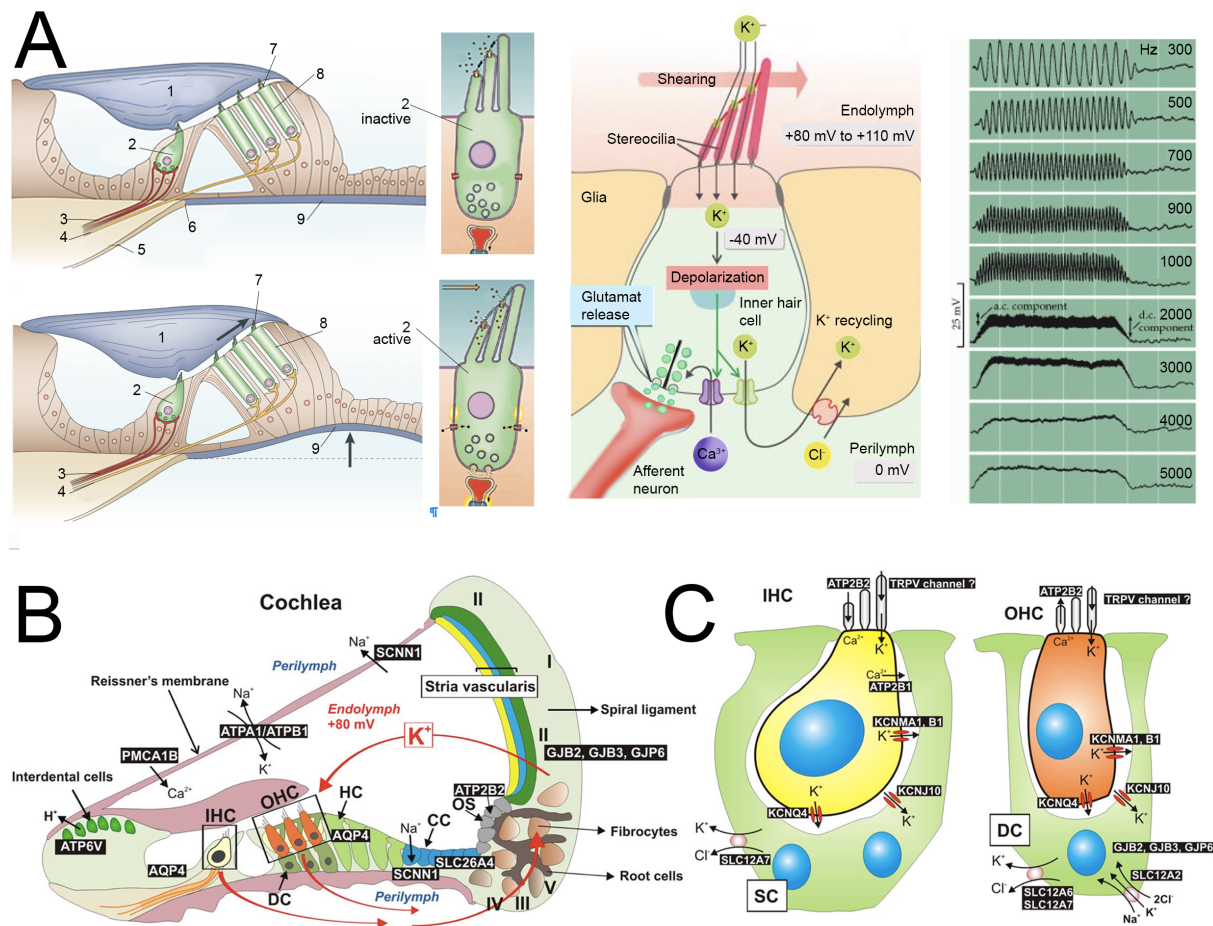 A
1
2
3
4
5
6
7
8
9
1
2
3
4
7
8
9
2
inactive
2
active
¶
K⁺
Shearing
Endolymph
+80 mV to +110 mV
Stereocilia
Glia
K⁺
-40 mV
Depolarization
Glutamat
release
Inner hair
cell
K⁺
K⁺ recycling
K⁺
Ca³⁺
Cl⁻
Afferent
neuron
Perilymph
0 mV
Hz 300
500
700
900
1000
25 mV
a.c. component
2000
d.c.
component
3000
4000
5000
B
Cochlea
II
I
Na⁺
SCNN1
Perilymph
Reissner's membrane
Stria vascularis
Na⁺
Endolymph
+80 mV
Spiral ligament
ATPA1/ATPB1
K⁺
II
GJB2, GJB3, GJP6
PMCA1B
K⁺
Interdental cells
Ca²⁺
ATP2B2
OHC
HC
OS
IHC
H⁺
ATP6V
AQP4
Na⁺
CC
Fibrocytes
AQP4
SLC26A4
SCNN1
Root cells
DC
Perilymph
V
IV
III
C
IHC
ATP2B2
TRPV channel ?
Ca²⁺
K⁺
Ca²⁺
ATP2B1
KCNMA1, B1
K⁺
K⁺
KCNQ4
KCNJ10
K⁺
K⁺
Cl⁻
SLC12A7
SC
OHC
ATP2B2
TRPV channel ?
Ca²⁺
K⁺
KCNMA1, B1
K⁺
K⁺
KCNQ4
KCNJ10
K⁺
DC
GJB2, GJB3, GJP6
K⁺
SLC12A2
Cl⁻
SLC12A6
SLC12A7
2Cl⁻
K⁺
Na⁺